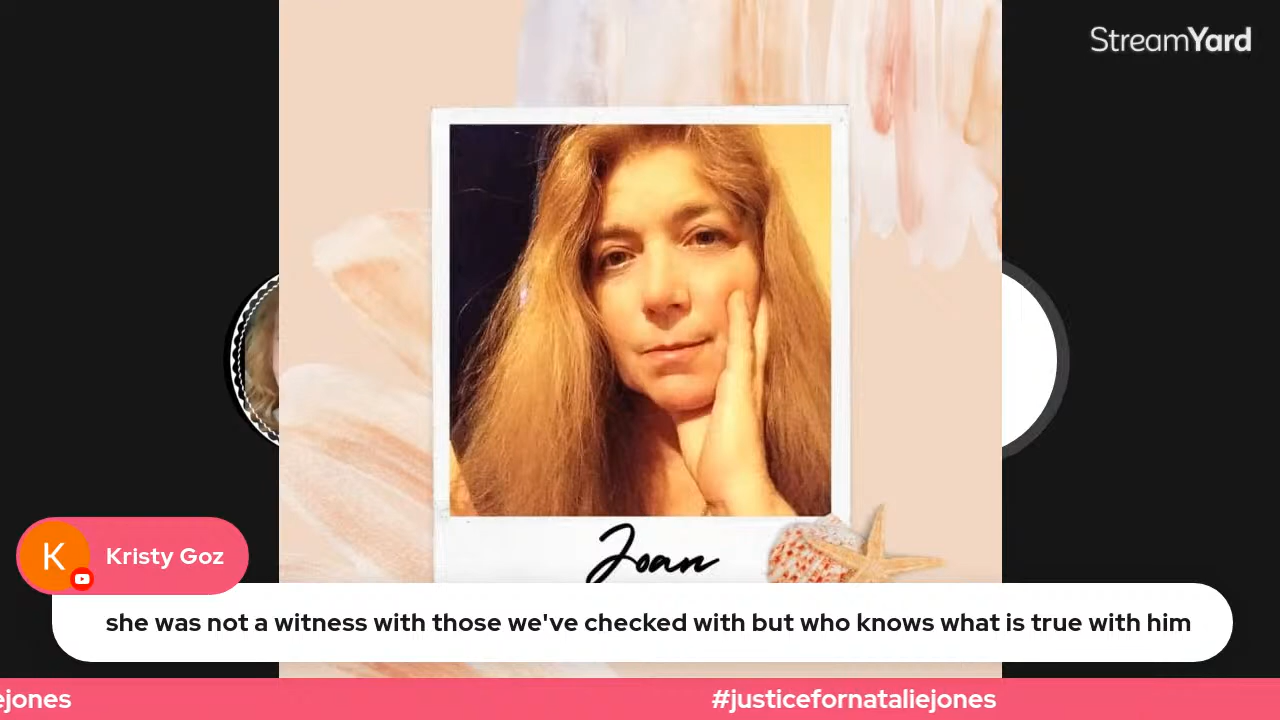 StreamYard
Joan
K
Kristy Goz
she was not a witness with those we've checked with but who knows what is true with him
ejones
#justicefornataliejones